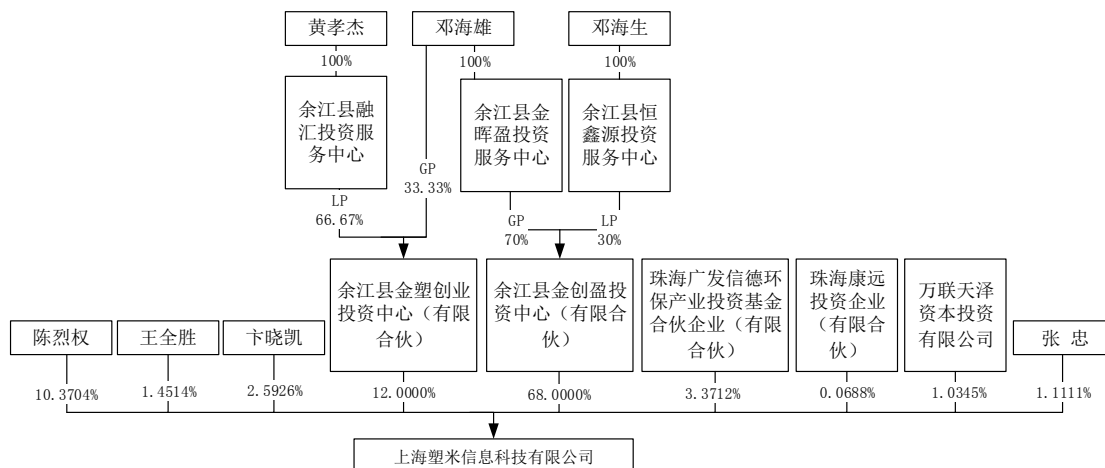 黄孝杰
邓海雄
邓海生
100%
100%
100%
余江县融
汇投资服
务中心
余江县金
晖盈投资
服务中心
余江县恒
鑫源投资
服务中心
GP
33.33%
LP
66.67%
GP
70%
LP
30%
余江县金塑创业
投资中心（有限
合伙）
余江县金创盈投
资中心（有限合
伙）
珠海广发信德环
保产业投资基金
合伙企业（有限
合伙）
珠海康远
投资企业
（有限合
伙）
万联天泽
资本投资
有限公司
陈烈权
王全胜
卞晓凯
张 忠
10.3704%
1.4514%
2.5926%
12.0000%
68.0000%
3.3712%
0.0688%
1.0345%
1.1111%
上海塑米信息科技有限公司